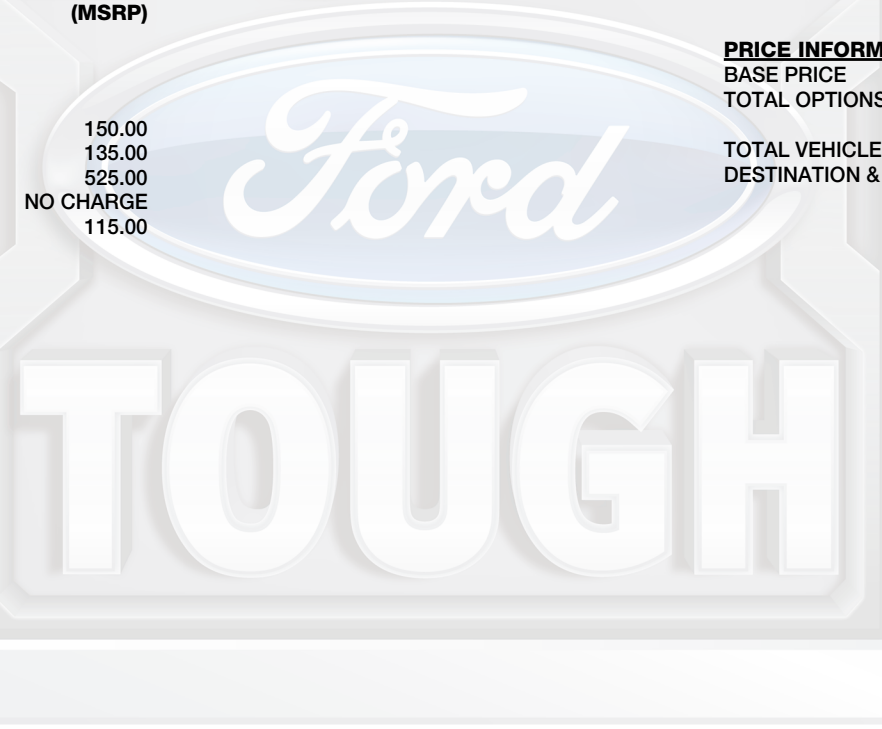 (MSRP)
150.00
135.00
525.00
NO CHARGE
115.00
PRICE INFORM
BASE PRICE
TOTAL OPTIONS
TOTAL VEHICLE
DESTINATION &
Ford
TOUGH